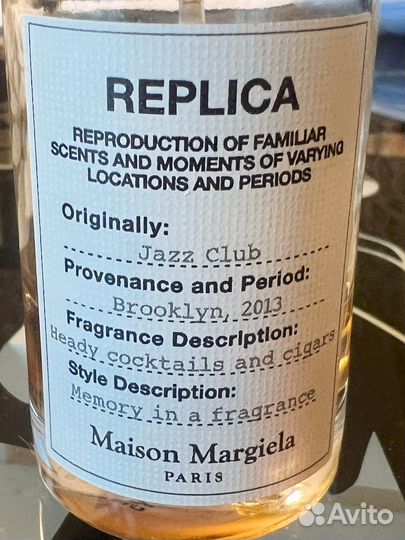 REPLICA
REPRODUCTION OF FAMILIAR
SCENTS AND MOMENTS OF VARYING
LOCATIONS AND PERIODS
Originally:
Jazz Club
Provenance and Period:
Brooklyn, 2013
Fragrance Description:
Heady cocktails and cigars
Style Description:
Memory in a fragrance
Maison Margiela
PARIS
Avito